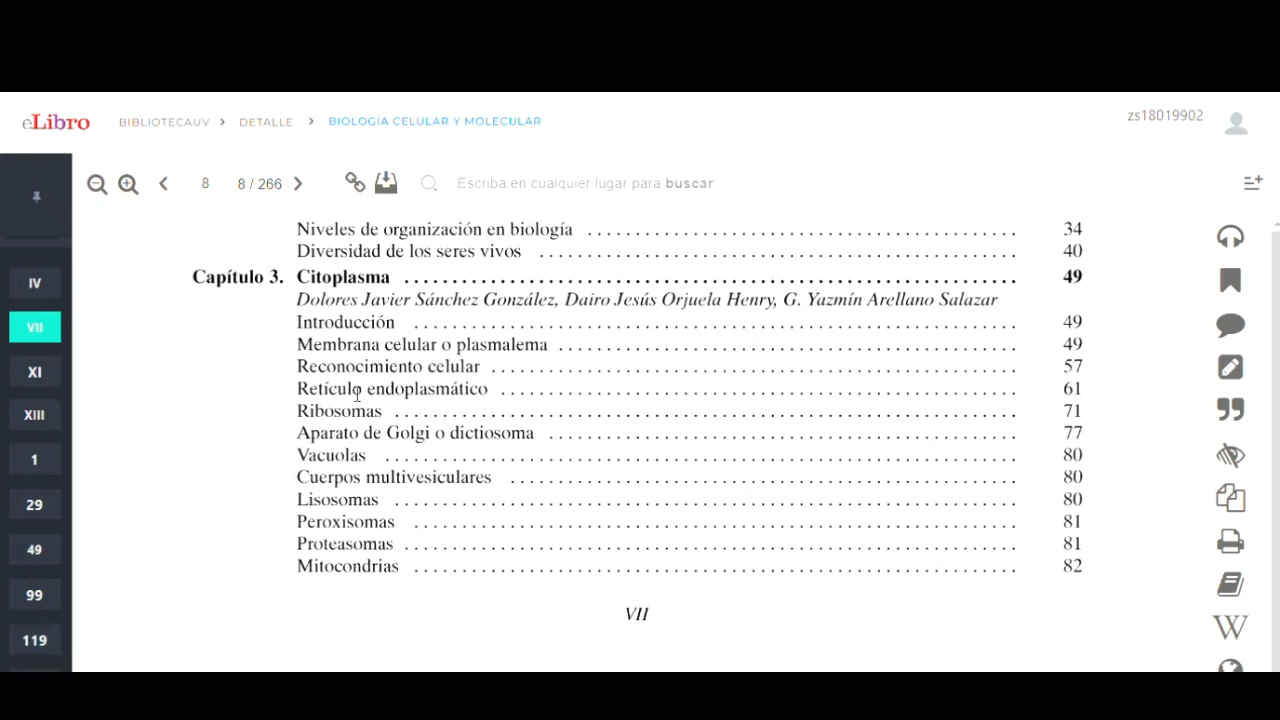 eLibro BIBLIOTECAUV > DETALLE > BIOLOGÍA CELULAR Y MOLECULAR zs18019902
8 8 / 266 Escriba en cualquier lugar para buscar
Niveles de organización en biología 34
Diversidad de los seres vivos 40
Capítulo 3. Citoplasma 49
Dolores Javier Sánchez González, Dairo Jesús Orjuela Henry, G. Yazmín Arellano Salazar
Introducción 49
Membrana celular o plasmalema 49
Reconocimiento celular 57
Retículo endoplasmático 61
Ribosomas 71
Aparato de Golgi o dictiosoma 77
Vacuolas 80
Cuerpos multivesiculares 80
Lisosomas 80
Peroxisomas 81
Proteasomas 81
Mitocondrias 82
VII
IV
VII
XI
XIII
1
29
49
99
119
W